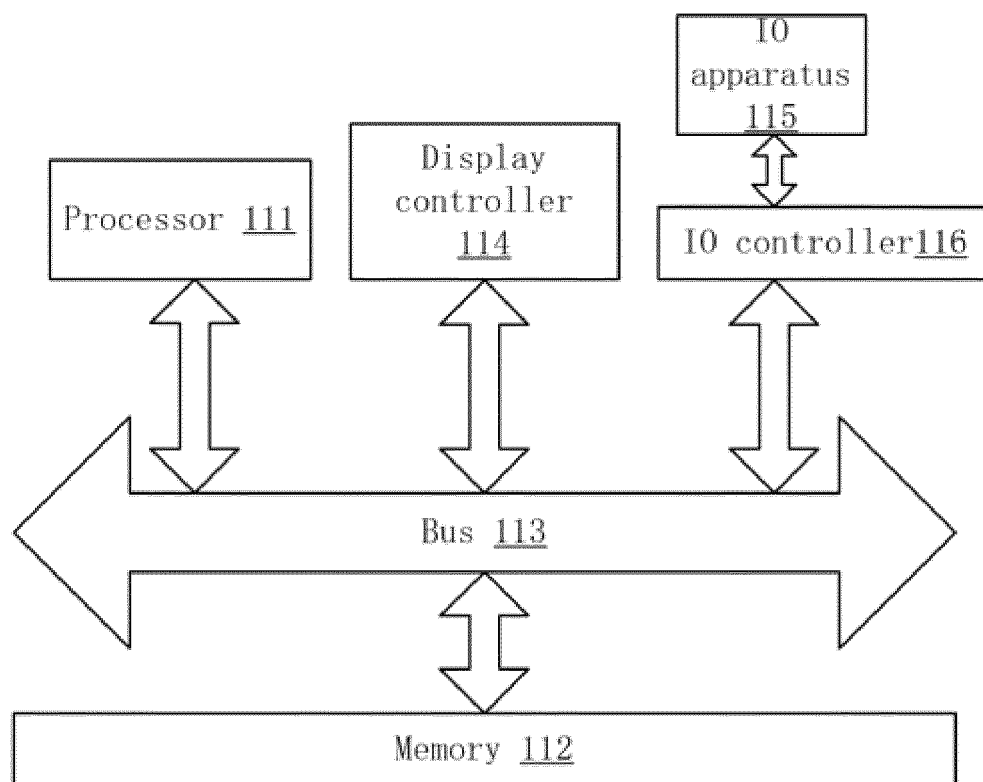 IO
apparatus
115
Display
controller
114
Processor 111
IO controller116
Bus 113
Memory 112